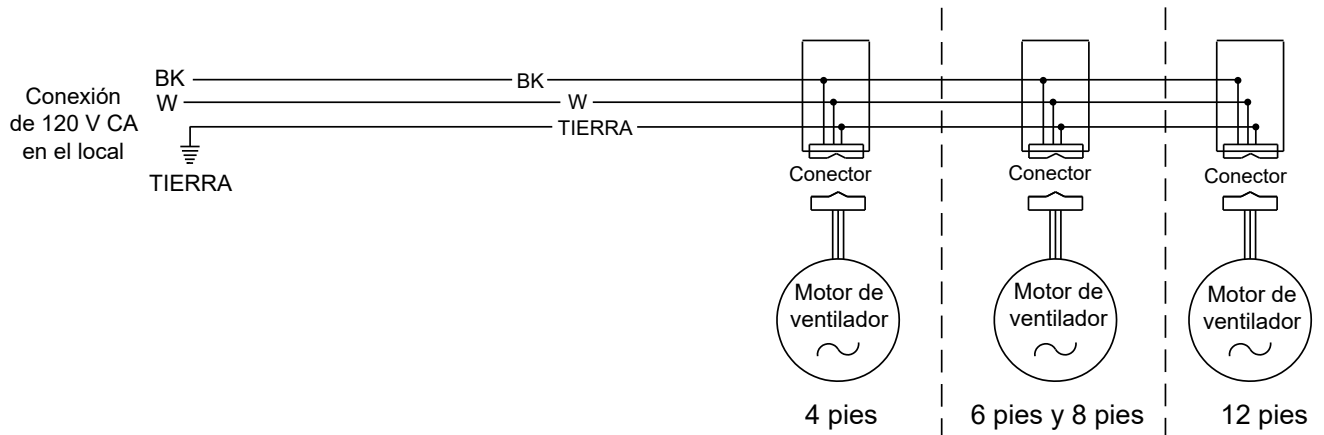 Conexión
de 120 V CA
en el local
BK
W
TIERRA
BK
W
TIERRA
Conector
Conector
Conector
Motor de
ventilador
Motor de
ventilador
Motor de
ventilador
4 pies
6 pies y 8 pies
12 pies